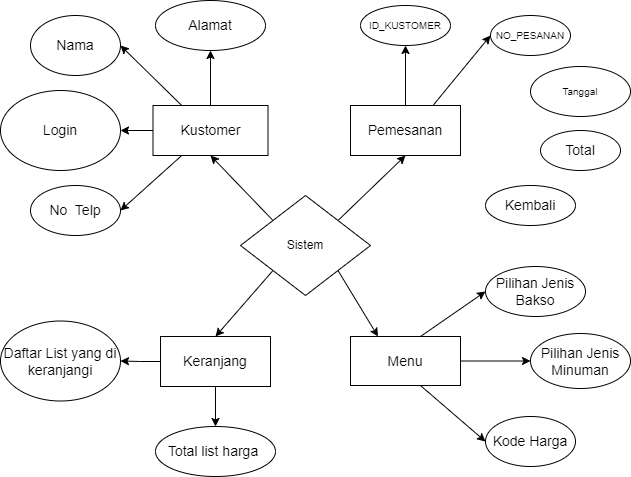 Alamat
ID_KUSTOMER
NO_PESANAN
Nama
Tanggal
Login
Kustomer
Pemesanan
Total
No  Telp
Kembali
Sistem
Pilihan Jenis
Bakso
Daftar List yang di
keranjangi
Keranjang
Menu
Pilihan Jenis
Minuman
Total list harga
Kode Harga